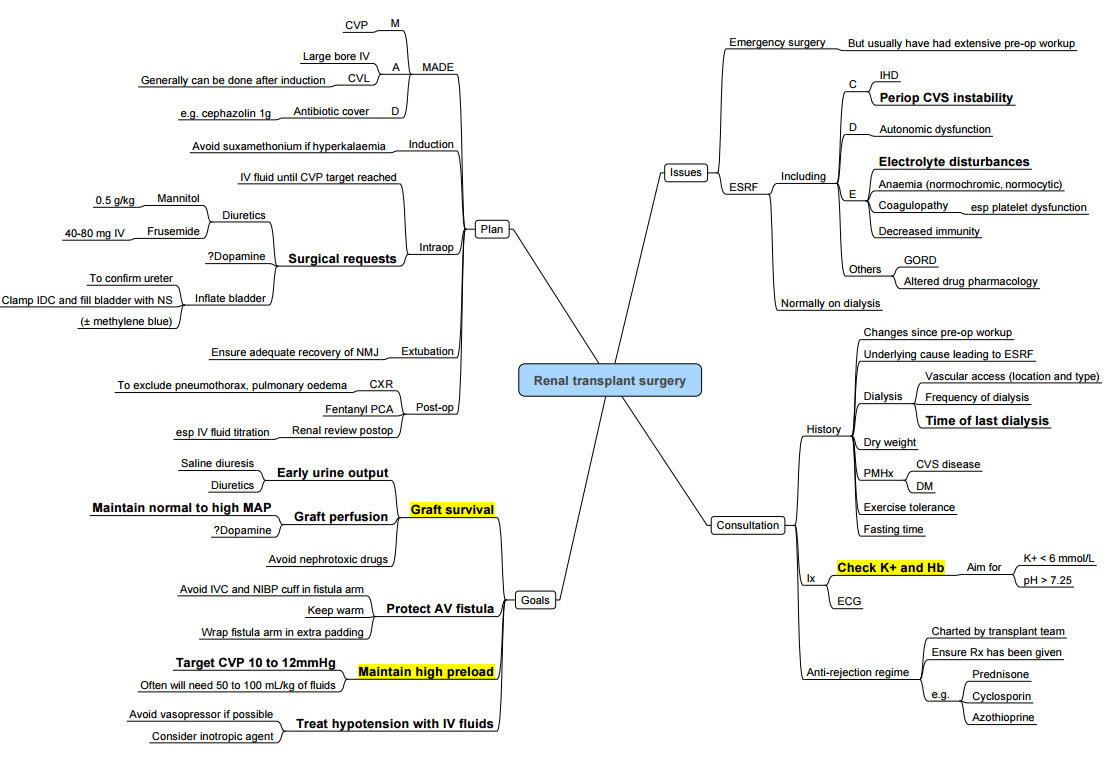 Renal transplant surgery
Issues
Emergency surgery
But usually have had extensive pre-op workup
ESRF
Including
C
IHD
Periop CVS instability
D
Autonomic dysfunction
E
Electrolyte disturbances
Anaemia (normochromic, normocytic)
Coagulopathy
esp platelet dysfunction
Decreased immunity
Others
GORD
Altered drug pharmacology
Normally on dialysis
Consultation
History
Changes since pre-op workup
Underlying cause leading to ESRF
Dialysis
Vascular access (location and type)
Frequency of dialysis
Time of last dialysis
Dry weight
PMHx
CVS disease
DM
Exercise tolerance
Fasting time
Ix
Check K+ and Hb
Aim for
K+ < 6 mmol/L
pH > 7.25
ECG
Anti-rejection regime
Charted by transplant team
Ensure Rx has been given
e.g.
Prednisone
Cyclosporin
Azothioprine
Goals
Graft survival
Early urine output
Saline diuresis
Diuretics
Graft perfusion
Maintain normal to high MAP
?Dopamine
Avoid nephrotoxic drugs
Protect AV fistula
Avoid IVC and NIBP cuff in fistula arm
Keep warm
Wrap fistula arm in extra padding
Maintain high preload
Target CVP 10 to 12mmHg
Often will need 50 to 100 mL/kg of fluids
Treat hypotension with IV fluids
Avoid vasopressor if possible
Consider inotropic agent
Plan
MADE
M
CVP
A
Large bore IV
CVL
Generally can be done after induction
D
Antibiotic cover
e.g. cephazolin 1g
Induction
Avoid suxamethonium if hyperkalaemia
Intraop
IV fluid until CVP target reached
Surgical requests
Diuretics
Mannitol
0.5 g/kg
Frusemide
40-80 mg IV
?Dopamine
Inflate bladder
To confirm ureter
Clamp IDC and fill bladder with NS
(± methylene blue)
Extubation
Ensure adequate recovery of NMJ
Post-op
CXR
To exclude pneumothorax, pulmonary oedema
Fentanyl PCA
Renal review postop
esp IV fluid titration